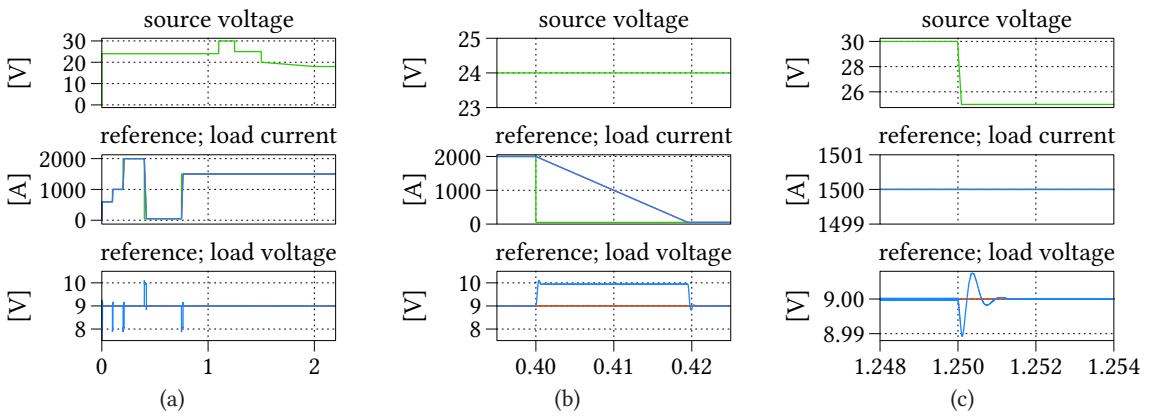 source voltage
[V]
30
20
10
0
reference; load current
[A]
2000
1000
0
reference; load voltage
[V]
10
9
8
0 1 2
(a)
source voltage
[V]
25
24
23
reference; load current
2000
1000
0
reference; load voltage
10
9
8
0.40 0.41 0.42
(b)
source voltage
[V]
30
28
26
reference; load current
[A]
1501
1500
1499
reference; load voltage
[V]
9.00
8.99
1.248 1.250 1.252 1.254
(c)